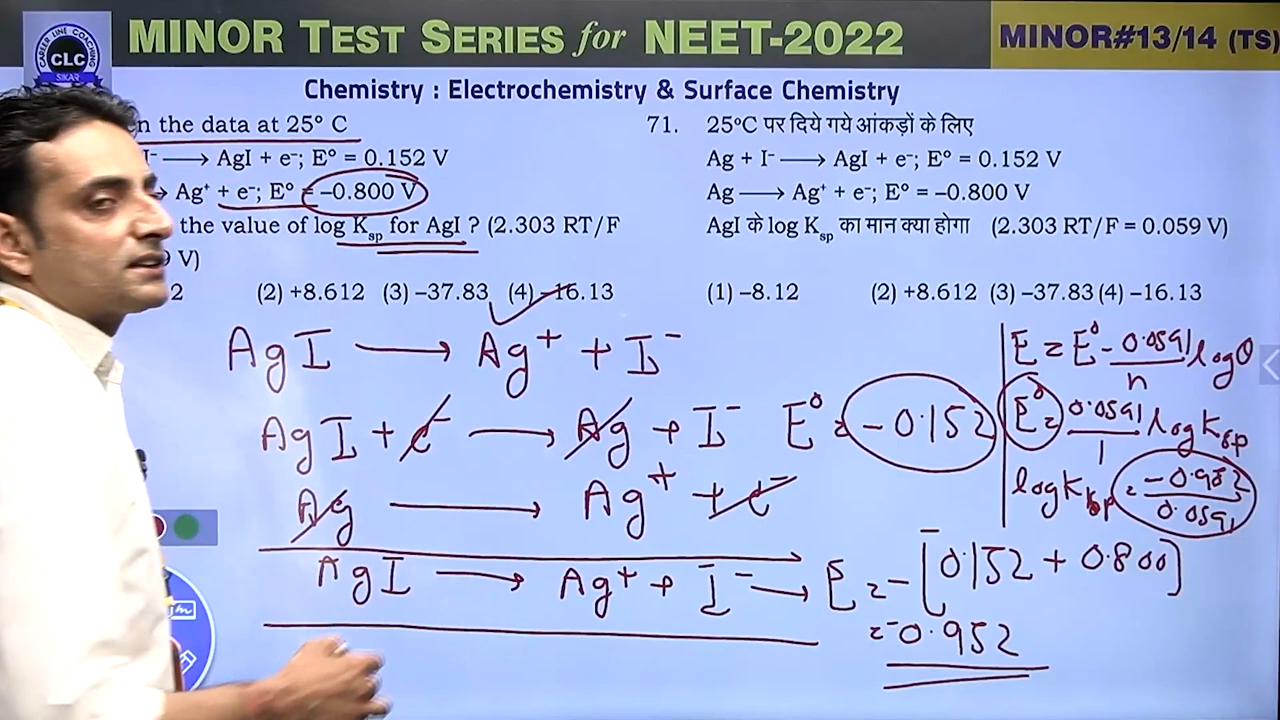 MINOR TEST SERIES for NEET-2022
MINOR#13/14 (TS)
CAREER LINE COACHING
CLC
SIKAR
Chemistry : Electrochemistry & Surface Chemistry
n the data at 25° C
I⁻ ⟶ AgI + e⁻; E° = 0.152 V
Ag⁺ + e⁻; E° = –0.800 V
the value of log Ksp for AgI ? (2.303 RT/F
V)
2 (2) +8.612 (3) –37.83 (4) –16.13
71. 25°C पर दिये गये आंकड़ों के लिए
Ag + I⁻ ⟶ AgI + e⁻; E° = 0.152 V
Ag ⟶ Ag⁺ + e⁻; E° = –0.800 V
AgI के log Ksp का मान क्या होगा (2.303 RT/F = 0.059 V)
(1) –8.12 (2) +8.612 (3) –37.83 (4) –16.13
AgI ⟶ Ag⁺ + I⁻
AgI + e⁻ ⟶ Ag + I⁻ E° = -0.152
Ag ⟶ Ag⁺ + e⁻
AgI ⟶ Ag⁺ + I⁻ ⟶ E = -[0.152 + 0.800]
= -0.952
E = E° - 0.0591/n log Q
E° = 0.0591/1 log Ksp
log Ksp = -0.952/0.0591